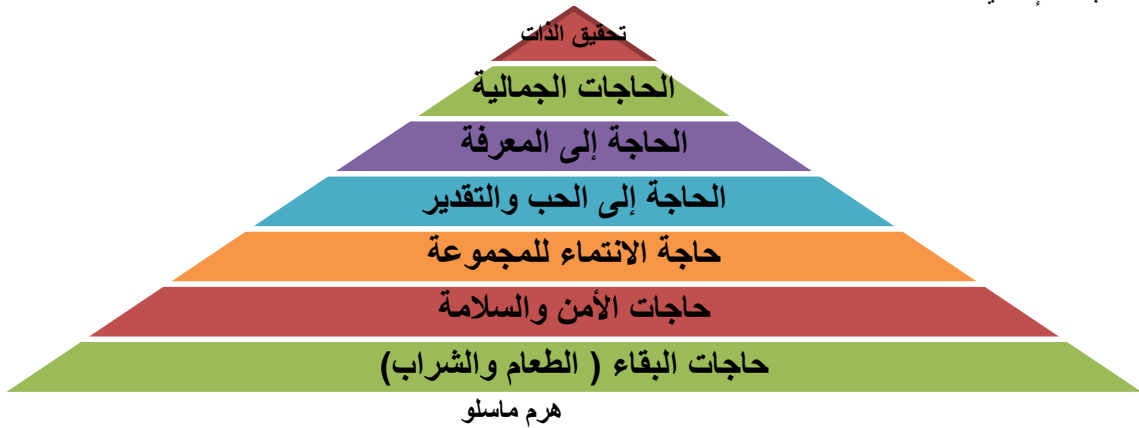 تحقيق الذات
الحاجات الجمالية
الحاجة إلى المعرفة
الحاجة إلى الحب والتقدير
حاجة الانتماء للمجموعة
حاجات الأمن والسلامة
حاجات البقاء ( الطعام والشراب)
هرم ماسلو